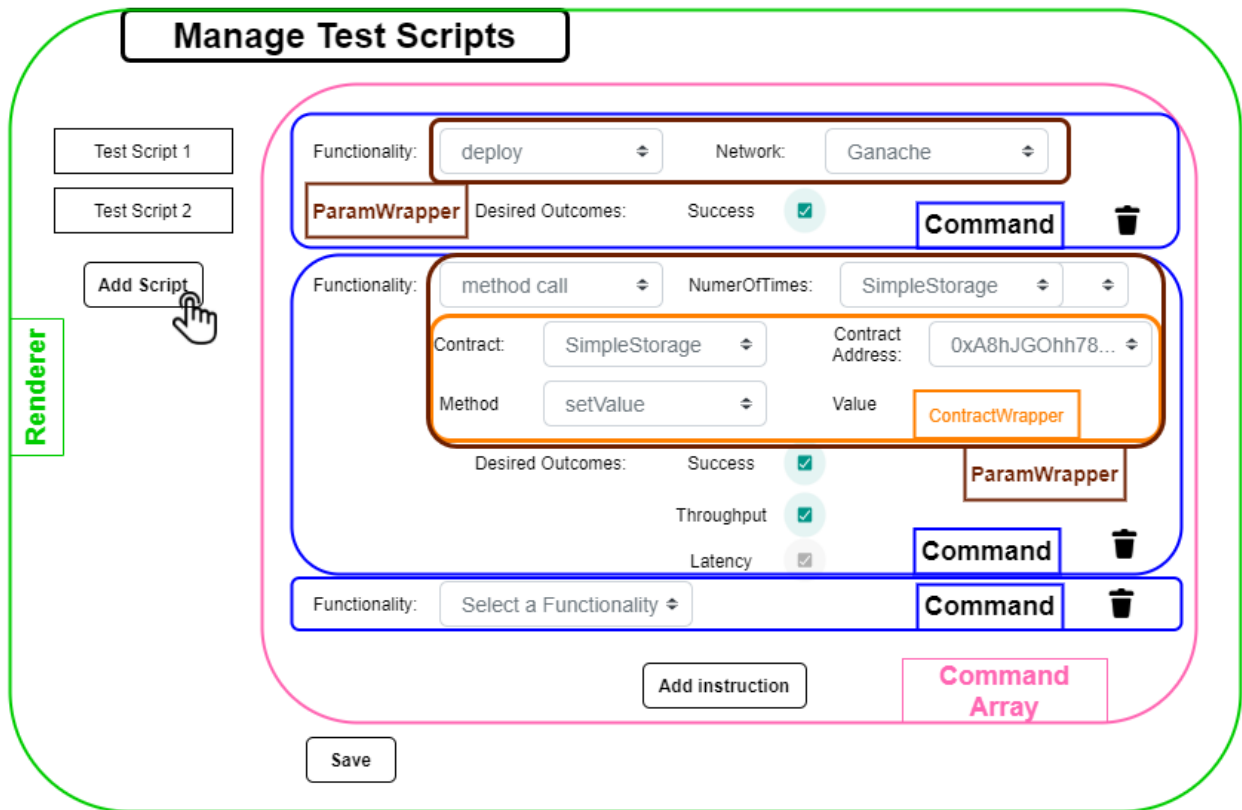 Manage Test Scripts
Test Script 1
Test Script 2
Add Script
Renderer
Functionality: deploy Network: Ganache
ParamWrapper Desired Outcomes: Success Command
Functionality: method call NumerOfTimes: SimpleStorage
Contract: SimpleStorage Contract Address: 0xA8hJGOhh78...
Method setValue Value ContractWrapper
Desired Outcomes: Success ParamWrapper
Throughput
Latency Command
Functionality: Select a Functionality Command
Add instruction
Command
Array
Save